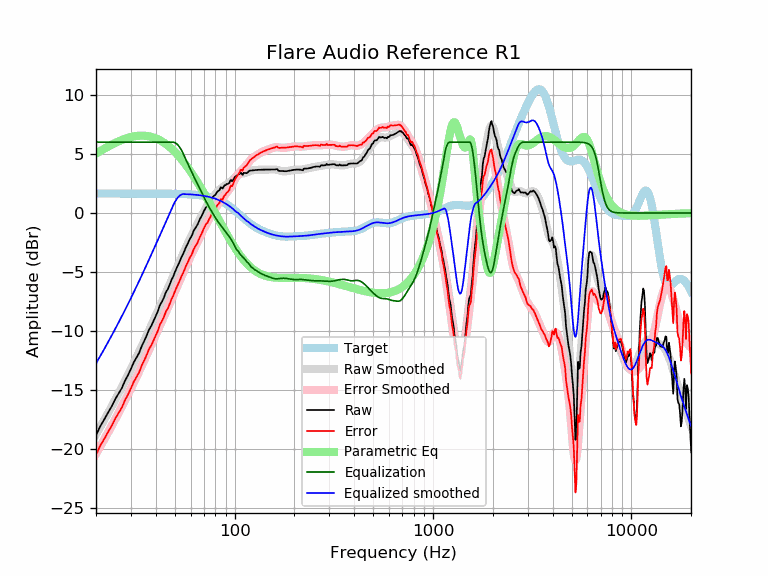 Flare Audio Reference R1
10
5
0
−5
−10
−15
−20
−25
Amplitude (dBr)
Target
Raw Smoothed
Error Smoothed
Raw
Error
Parametric Eq
Equalization
Equalized smoothed
100
1000
10000
Frequency (Hz)